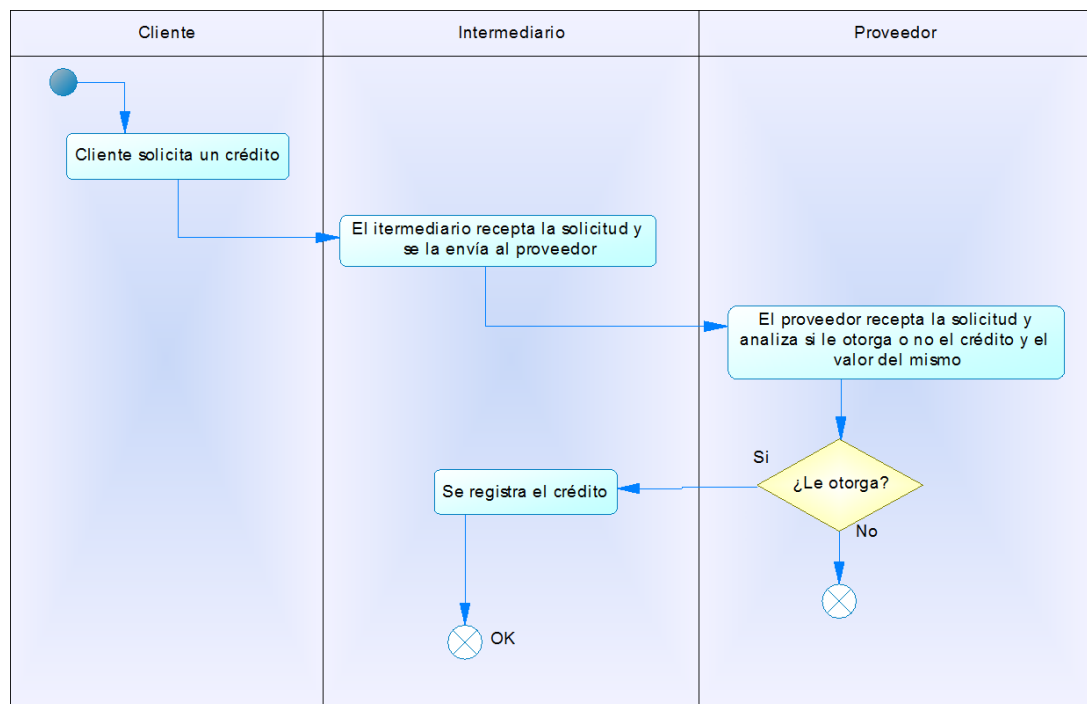 Cliente
Intermediario
Proveedor
Cliente solicita un crédito
El itermediario recepta la solicitud y
se la envía al proveedor
El proveedor recepta la solicitud y
analiza si le otorga o no el crédito y el
valor del mismo
Si
¿Le otorga?
Se registra el crédito
No
OK